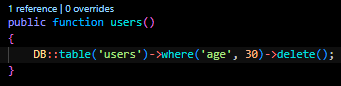 1 reference | 0 overrides
public function users()
{
    DB::table('users')->where('age', 30)->delete();
}